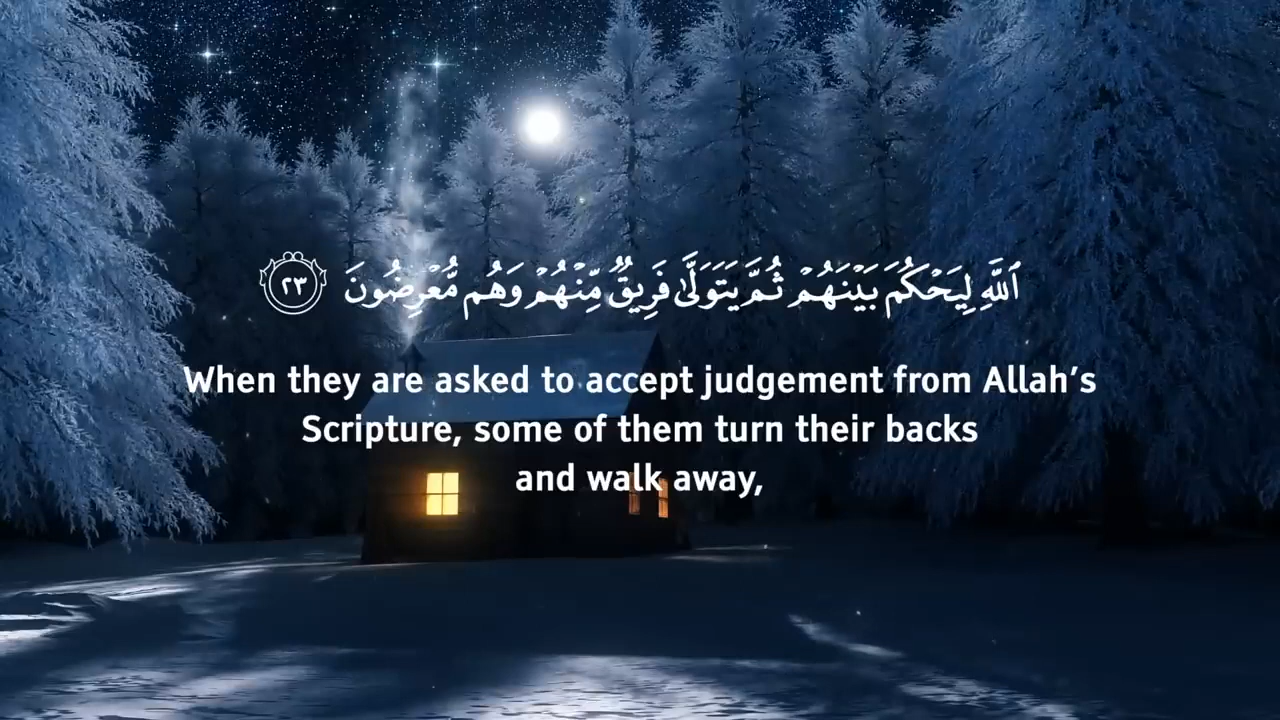 ٱللَّهِ لِيَحْكُمَ بَيْنَهُمْ ثُمَّ يَتَوَلَّىٰ فَرِيقٌ مِّنْهُمْ وَهُم مُّعْرِضُونَ ٢٣
When they are asked to accept judgement from Allah’s
Scripture, some of them turn their backs
and walk away,